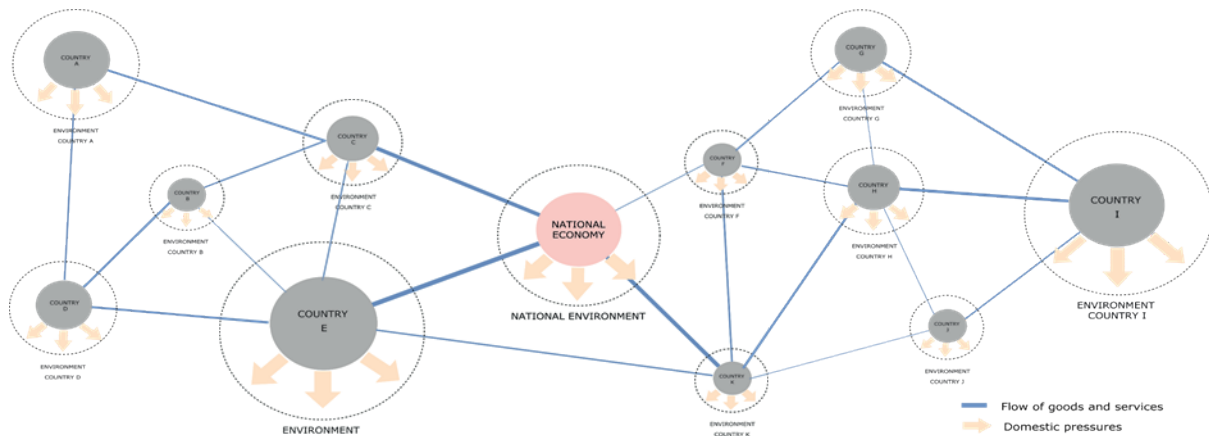 COUNTRY
A
ENVIRONMENT
COUNTRY A
COUNTRY
B
ENVIRONMENT
COUNTRY B
COUNTRY
C
ENVIRONMENT
COUNTRY C
COUNTRY
D
ENVIRONMENT
COUNTRY D
COUNTRY
E
ENVIRONMENT
NATIONAL
ECONOMY
NATIONAL ENVIRONMENT
COUNTRY
F
ENVIRONMENT
COUNTRY F
COUNTRY
G
ENVIRONMENT
COUNTRY G
COUNTRY
H
ENVIRONMENT
COUNTRY H
COUNTRY
I
ENVIRONMENT
COUNTRY I
COUNTRY
J
ENVIRONMENT
COUNTRY J
COUNTRY
K
ENVIRONMENT
COUNTRY K
Flow of goods and services
Domestic pressures